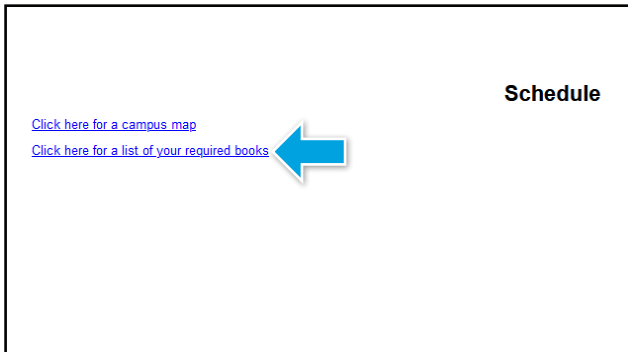 Schedule
Click here for a campus map
Click here for a list of your required books